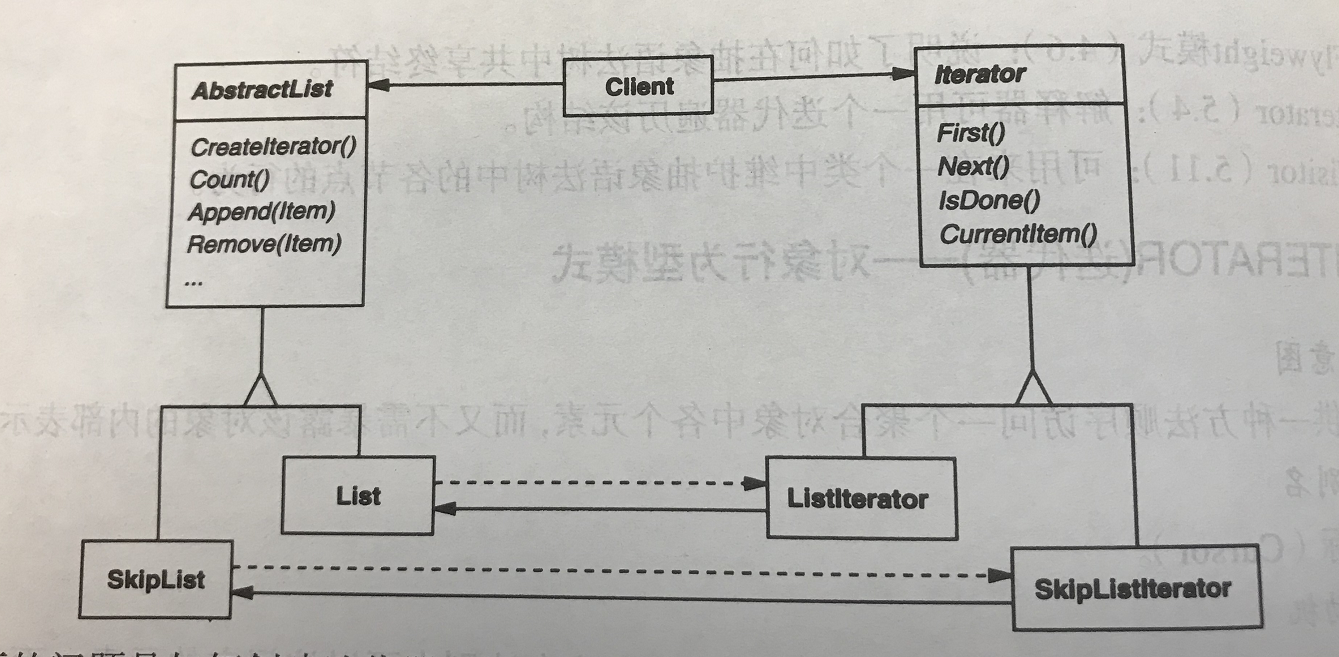 AbstractList
CreateIterator()
Count()
Append(Item)
Remove(Item)
...
Client
Iterator
First()
Next()
IsDone()
CurrentItem()
List
ListIterator
SkipList
SkipListIterator